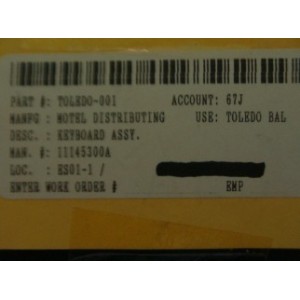 PART #: TOLEDO-001 ACCOUNT: 67J
MANFG : MOTEL DISTRIBUTING USE: TOLEDO BAL
DESC. : KEYBOARD ASSY.
MAN. #: 11145300A
LOC. : ES01-1 /
ENTER WORK ORDER # EMP